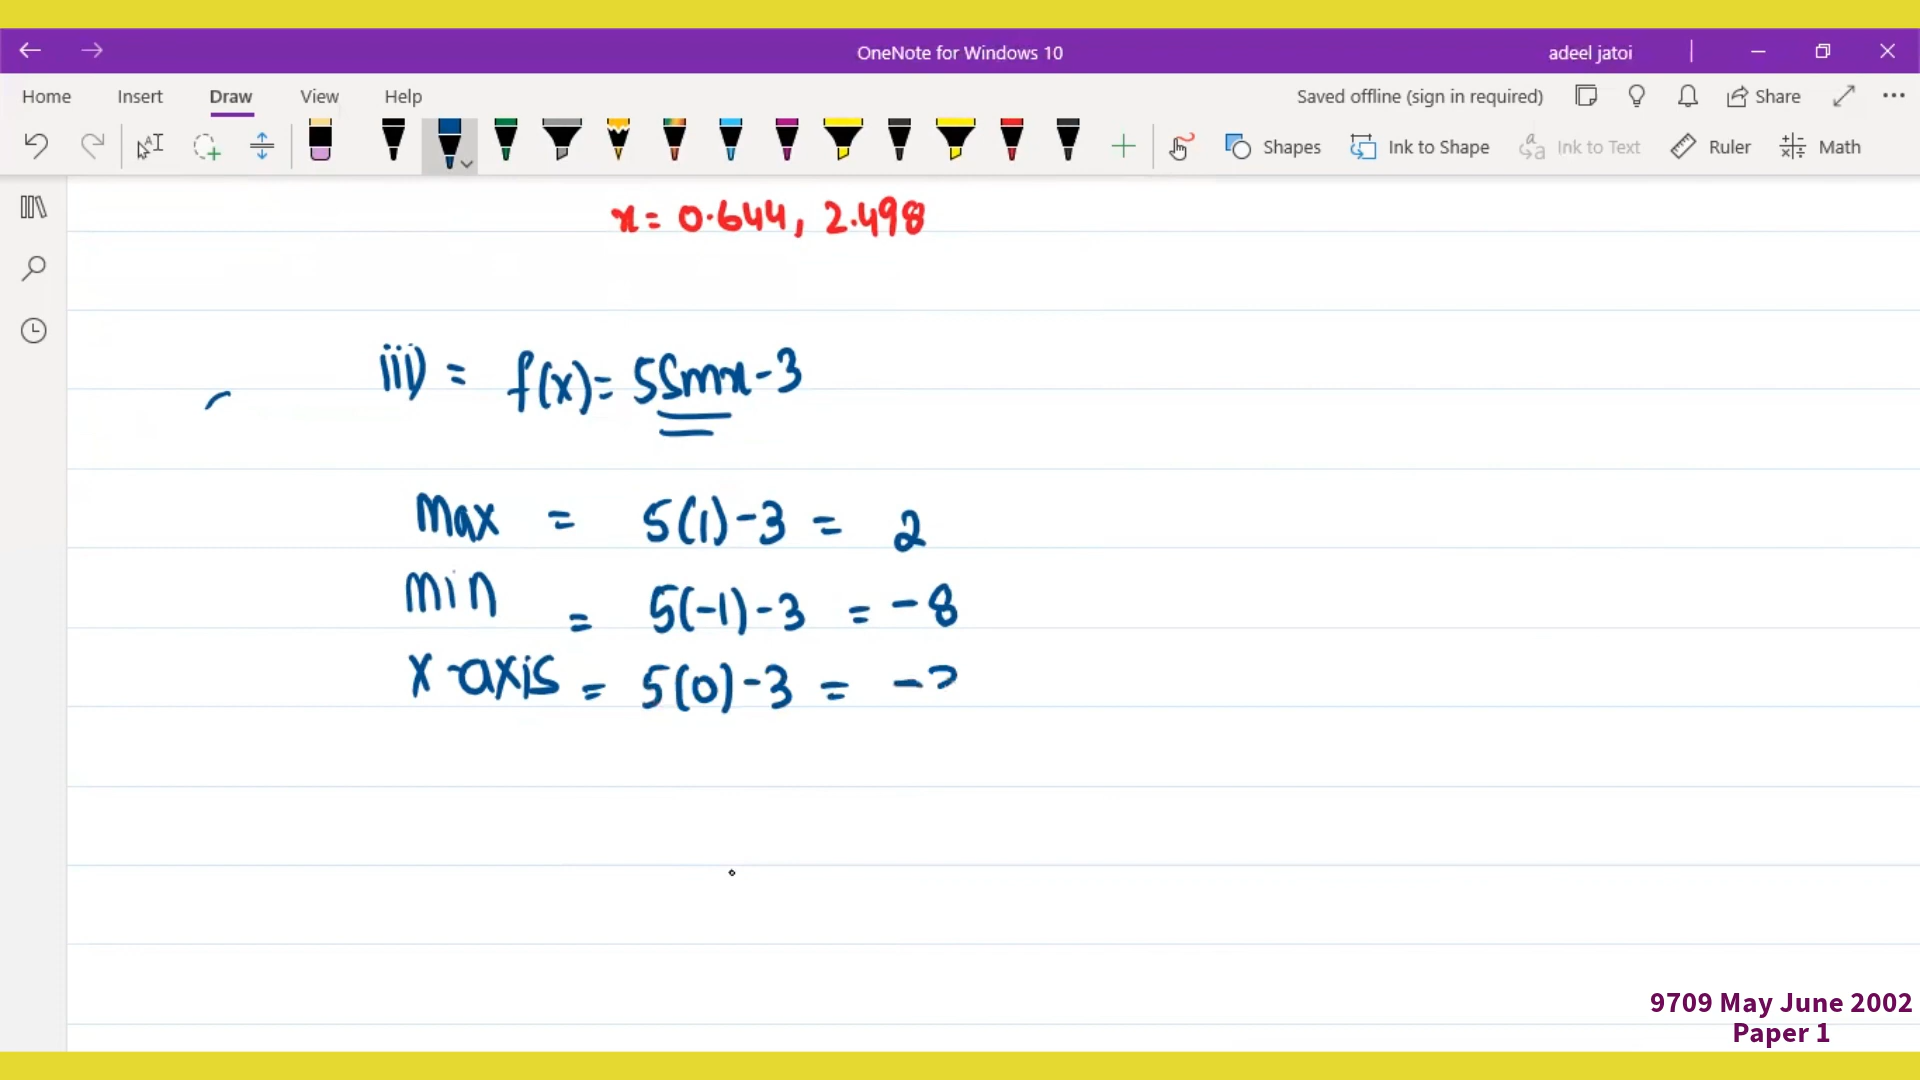 OneNote for Windows 10
adeel jatoi
Home Insert Draw View Help
Saved offline (sign in required)
Share
Shapes Ink to Shape Ink to Text Ruler Math
x = 0.644, 2.498
iii) = f(x) = 5Sinx - 3
Max = 5(1) - 3 = 2
Min = 5(-1) - 3 = -8
X-axis = 5(0) - 3 = -
9709 May June 2002
Paper 1